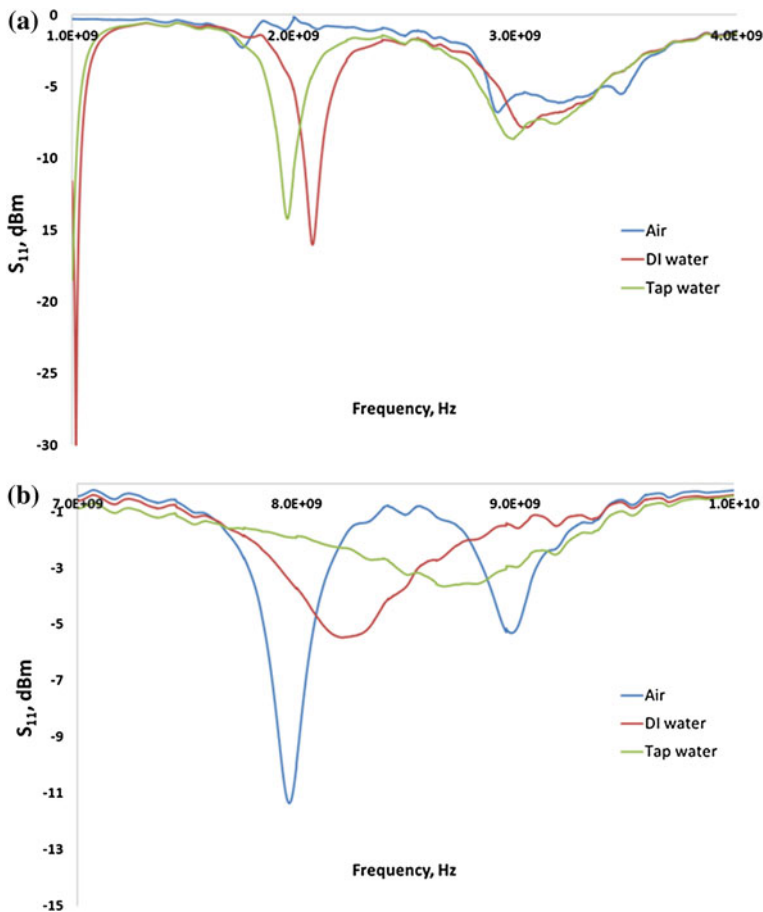 (a)
0
1.0E+09 2.0E+09 3.0E+09 4.0E+09
-5
-10
15
-20
-25
-30
S11, dBm
Air
DI water
Tap water
Frequency, Hz
(b)
7.0E+09 8.0E+09 9.0E+09 1.0E+10
1
-3
-5
-7
-9
-11
-13
-15
S11, dBm
Air
DI water
Tap water
Frequency, Hz